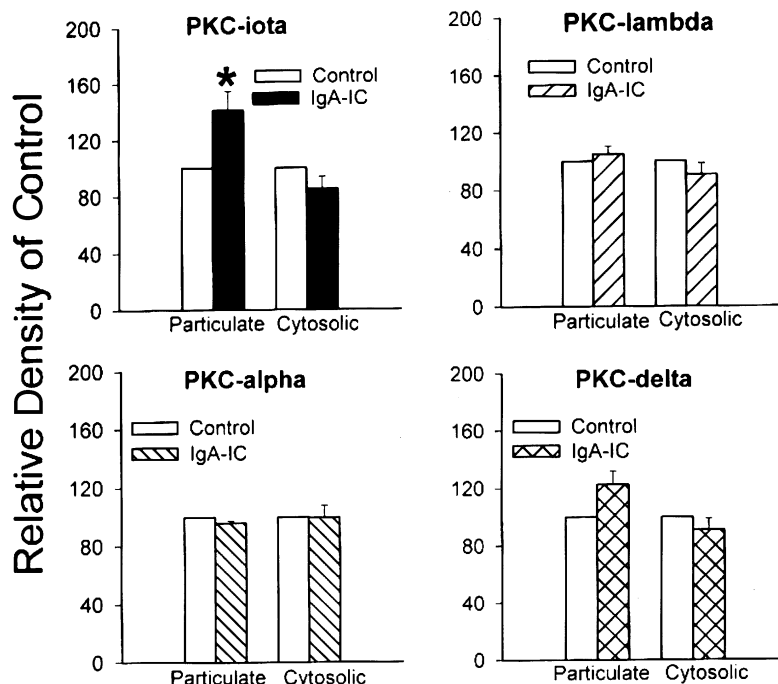 Relative Density of Control
PKC-iota
200
160
120
80
40
0
*
Control
IgA-IC
Particulate Cytosolic
PKC-lambda
200
160
120
80
40
0
Control
IgA-IC
Particulate Cytosolic
PKC-alpha
200
160
120
80
40
0
Control
IgA-IC
Particulate Cytosolic
PKC-delta
200
160
120
80
40
0
Control
IgA-IC
Particulate Cytosolic